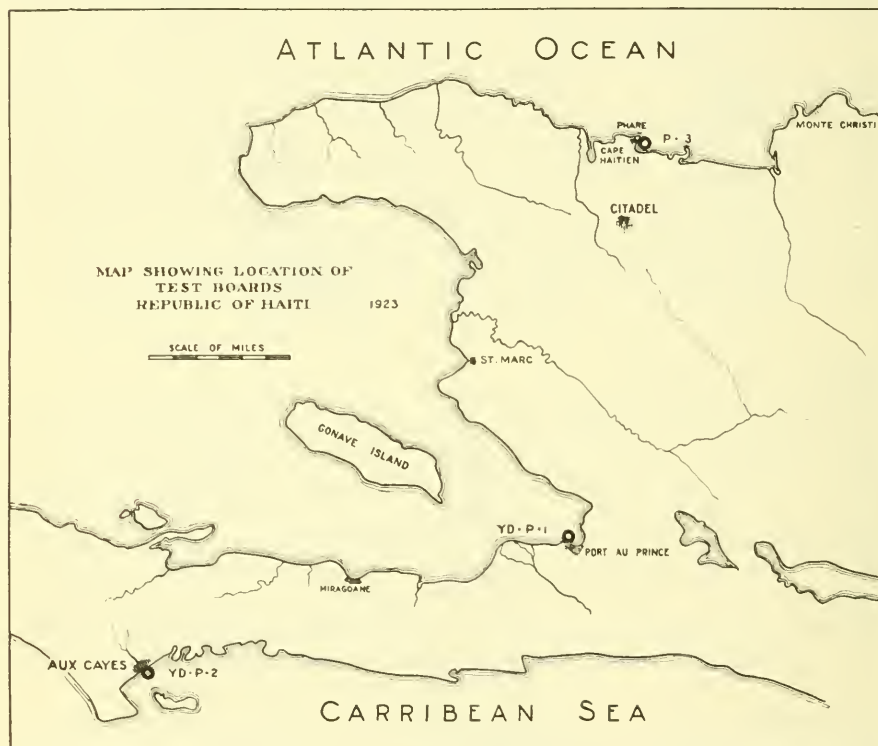 ATLANTIC OCEAN
PHARE
P-3
MONTE CHRISTI
CAPE
HAITIEN
CITADEL
MAP SHOWING LOCATION OF
TEST BOARDS
REPUBLIC OF HAITI 1923
SCALE OF MILES
ST. MARC
GONAVE ISLAND
YD-P-1
PORT AU PRINCE
MIRAGOANE
AUX CAYES
YD-P-2
CARRIBEAN SEA